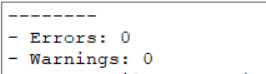 --------
- Errors: 0
- Warnings: 0